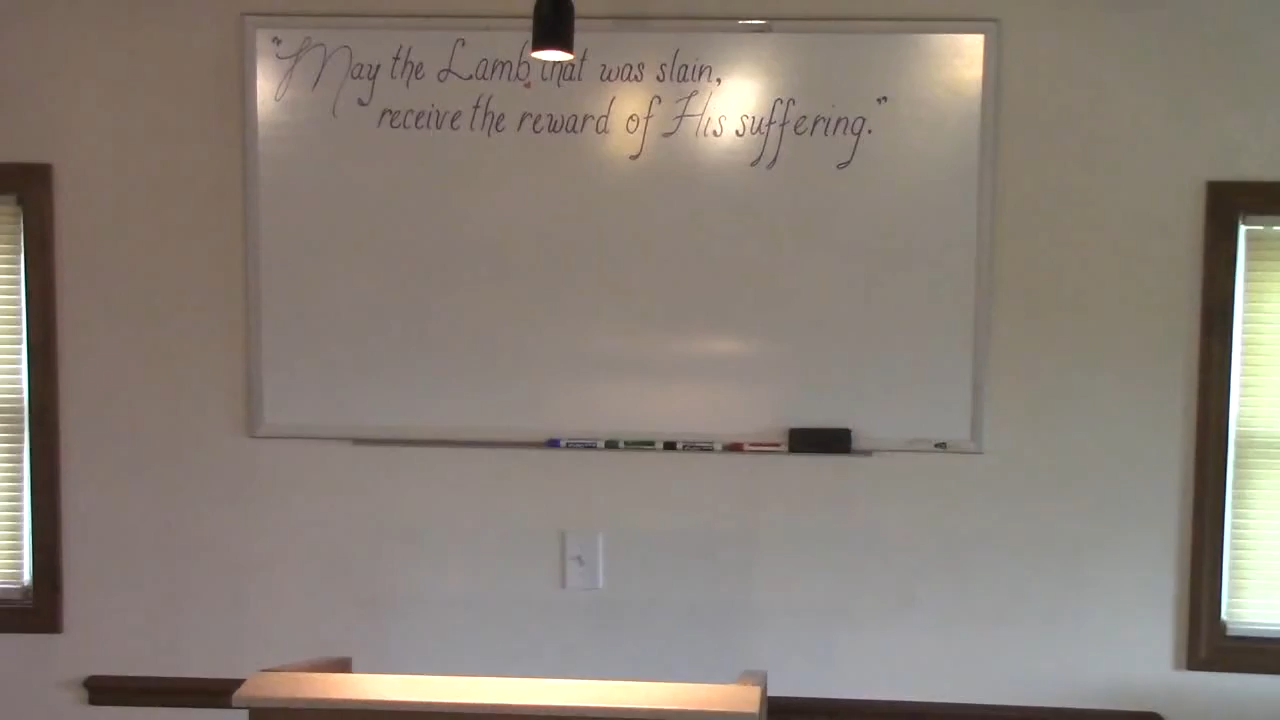 "May the Lamb that was slain,
receive the reward of His suffering."